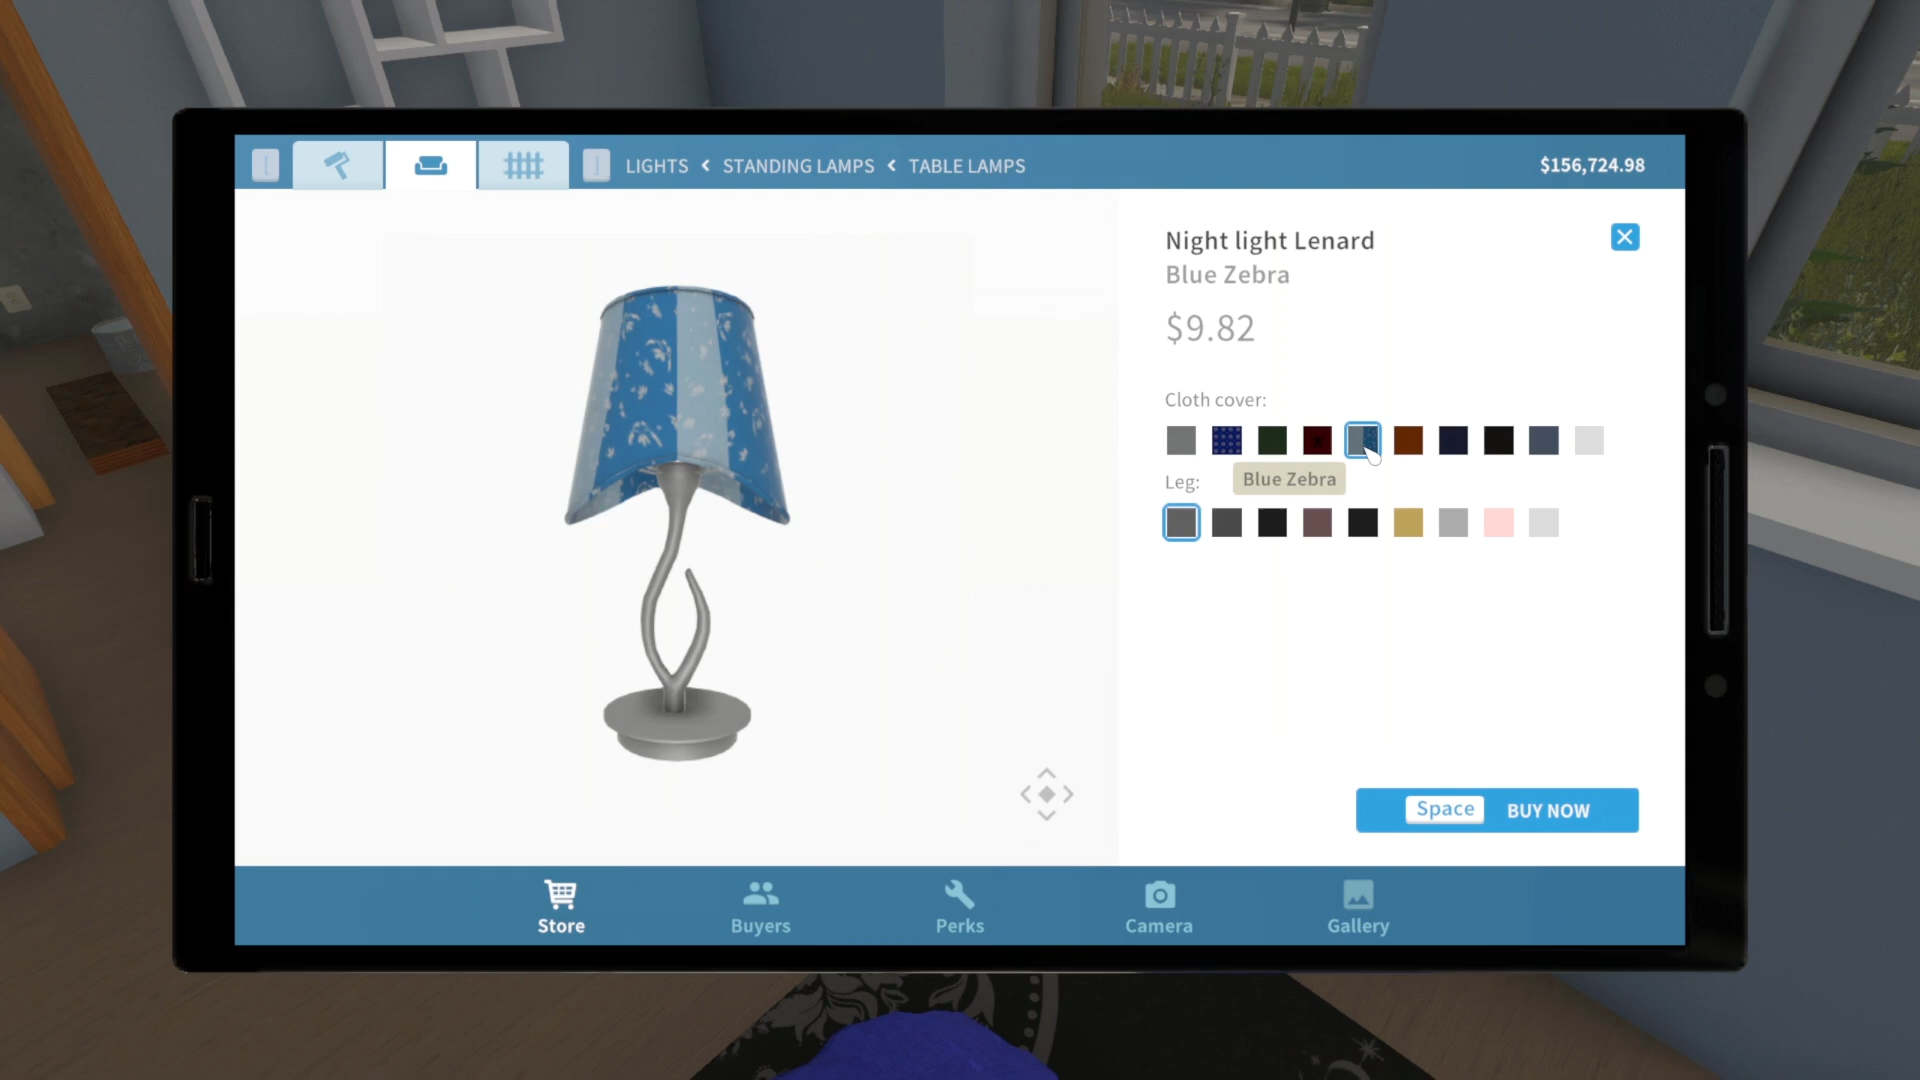 [ ] LIGHTS < STANDING LAMPS < TABLE LAMPS $156,724.98
Night light Lenard
Blue Zebra
$9.82
Cloth cover:
Leg:
Blue Zebra
Space BUY NOW
Store Buyers Perks Camera Gallery